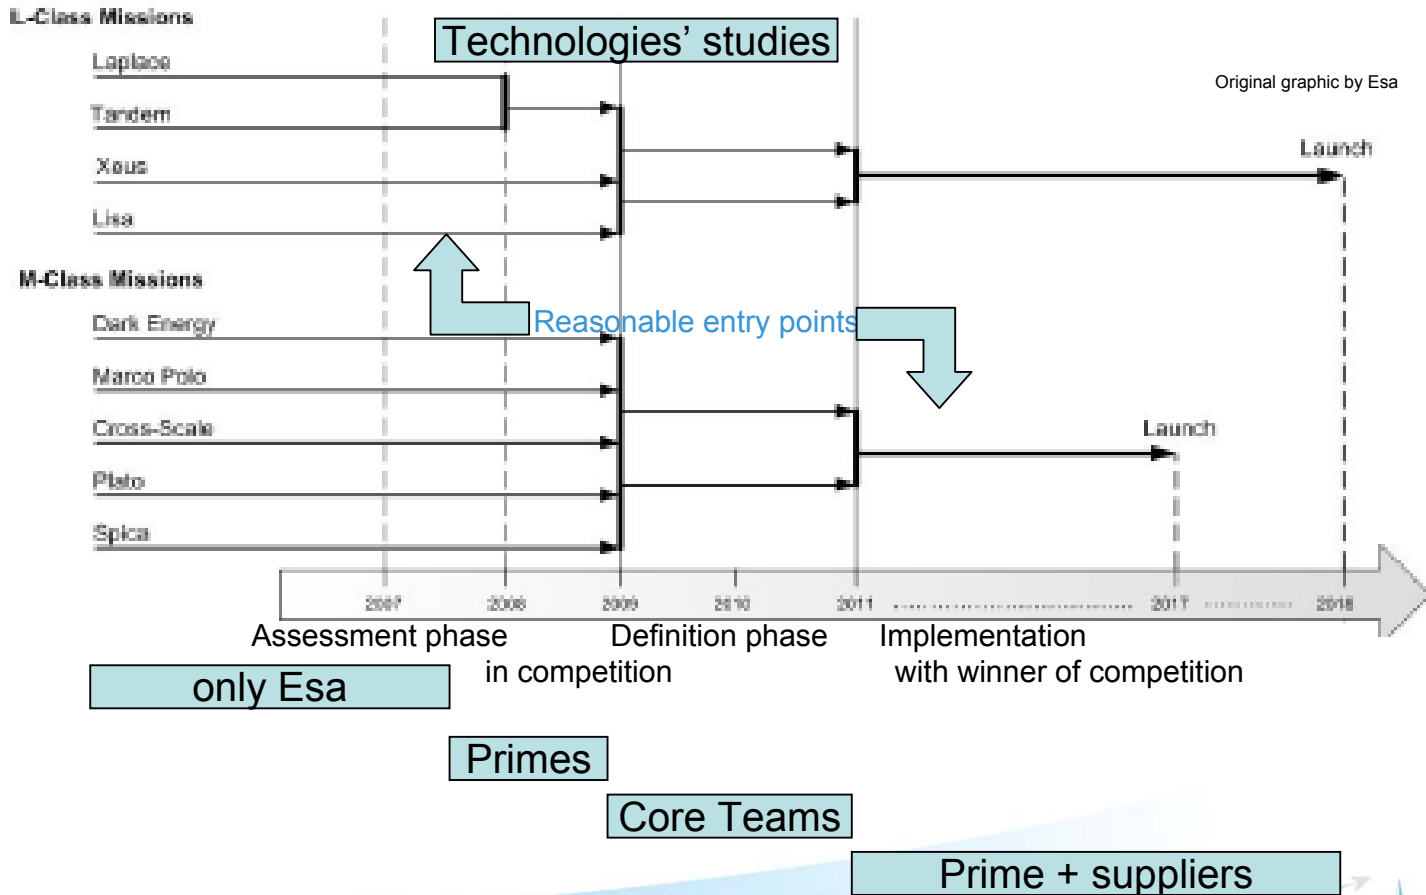 L-Class Missions
Technologies' studies
Laplace
Original graphic by Esa
Tandem
Launch
Xeus
Lisa
M-Class Missions
Dark Energy
Reasonable entry points
Marco Polo
Cross-Scale
Launch
Plato
Spica
2007 2008 2009 2010 2011 2017 2018
Assessment phase Definition phase Implementation
in competition with winner of competition
only Esa
Primes
Core Teams
Prime + suppliers